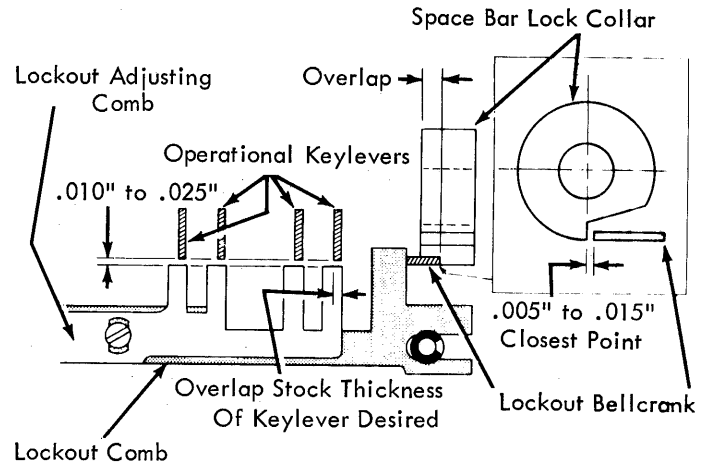 Space Bar Lock Collar
Lockout Adjusting
Comb
Overlap
Operational Keylevers
.010" to .025"
.005" to .015"
Closest Point
Overlap Stock Thickness
Of Keylever Desired
Lockout Bellcrank
Lockout Comb